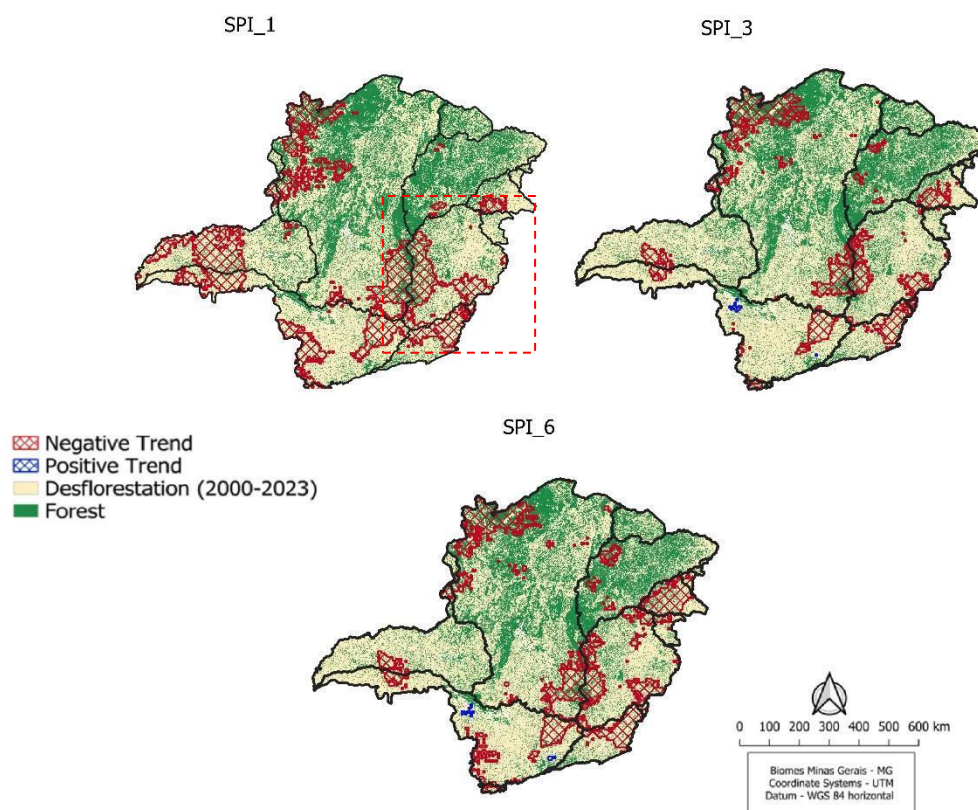 SPI_1
SPI_3
SPI_6
Negative Trend
Positive Trend
Desflorestation (2000-2023)
Forest
0 100 200 300 400 500 600 km
Biomes Minas Gerais - MG
Coordinate Systems - UTM
Datum - WGS 84 horizontal